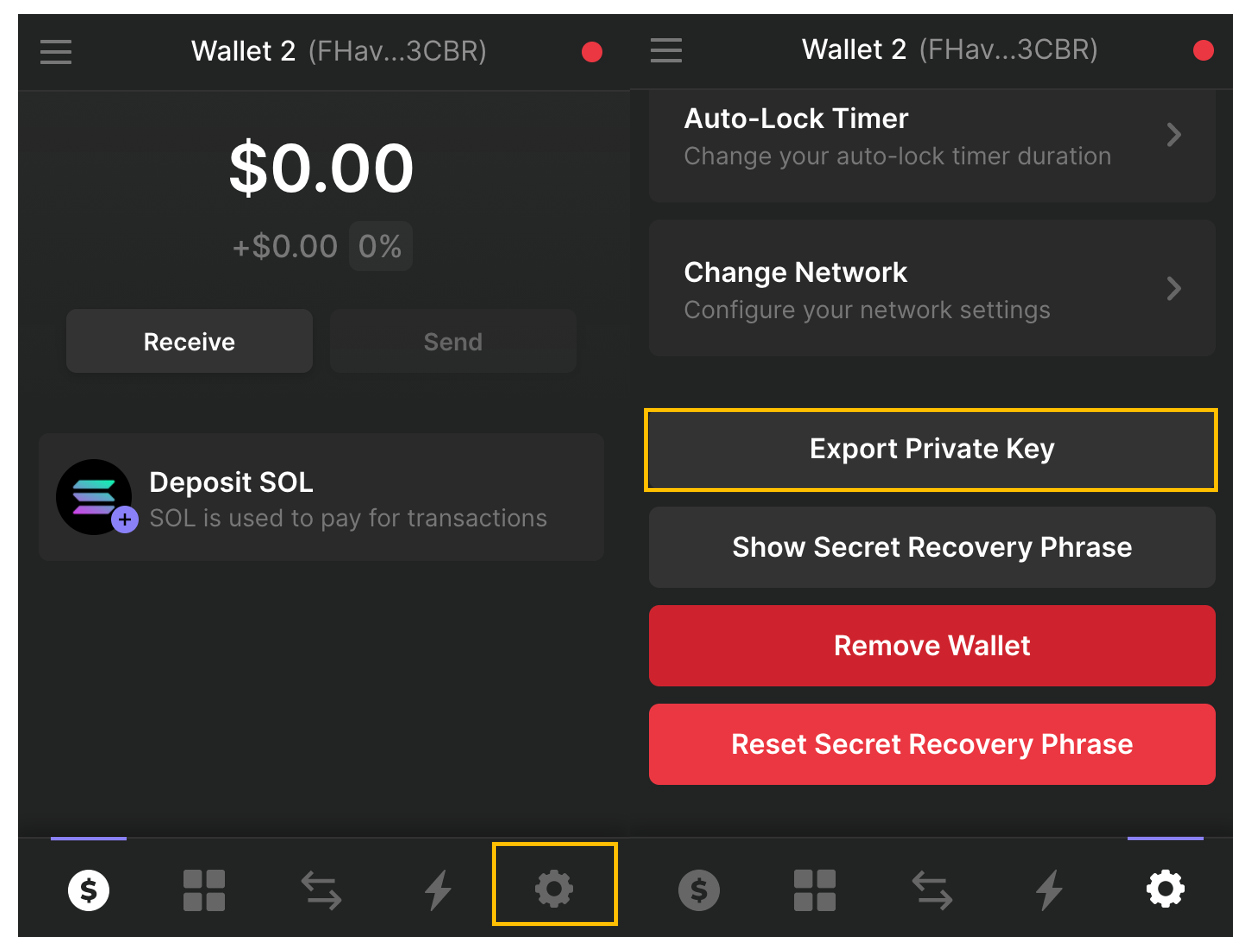 Wallet 2 (FHav...3CBR)
$0.00
+$0.00 0%
Receive
Send
Deposit SOL
SOL is used to pay for transactions
$
Wallet 2 (FHav...3CBR)
Auto-Lock Timer
Change your auto-lock timer duration
Change Network
Configure your network settings
Export Private Key
Show Secret Recovery Phrase
Remove Wallet
Reset Secret Recovery Phrase
$